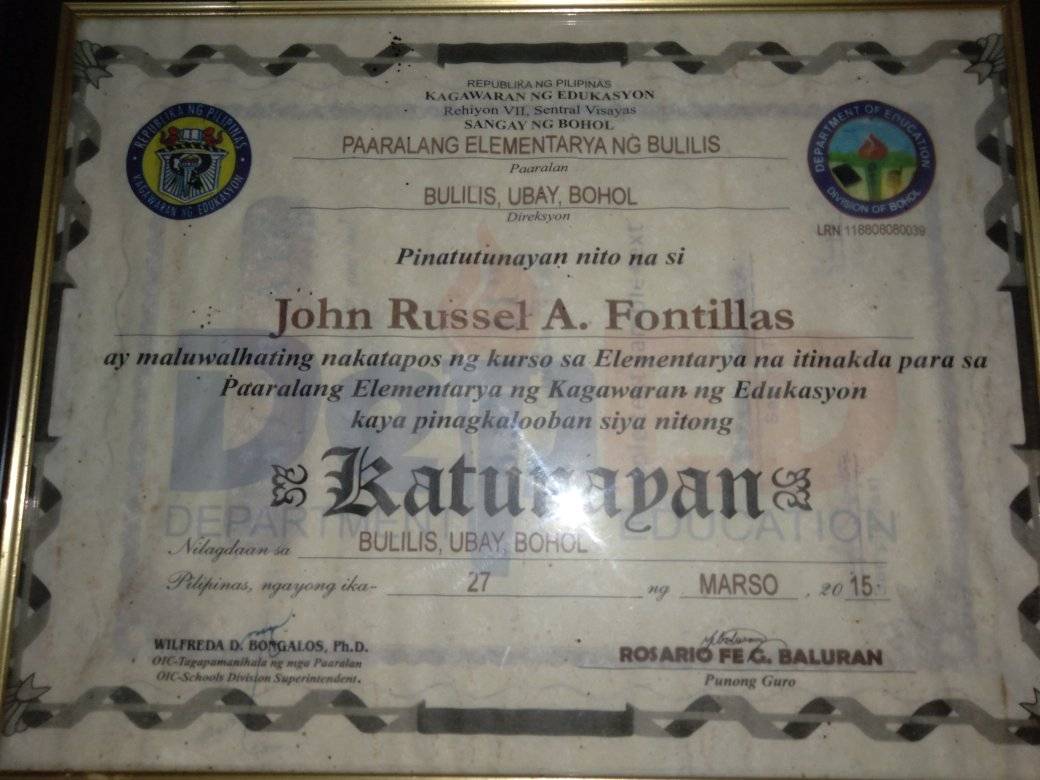 REPUBLIKA NG PILIPINAS
KAGAWARAN NG EDUKASYON
Rehiyon VII, Sentral Visayas
SANGAY NG BOHOL
PAARALANG ELEMENTARYA NG BULILIS
Paaralan
BULILIS, UBAY, BOHOL
Direksyon
REPUBLIKA NG PILIPINAS
KAGAWARAN NG EDUKASYON
DEPARTMENT OF EDUCATION
DIVISION OF BOHOL
LRN 118808080039
Pinatutunayan nito na si
John Russel A. Fontillas
ay maluwalhating nakatapos ng kurso sa Elementarya na itinakda para sa
Paaralang Elementarya ng Kagawaran ng Edukasyon
kaya pinagkalooban siya nitong
Katunayan
DepED
DEPARTMENT OF EDUCATION
Nilagdaan sa BULILIS, UBAY, BOHOL
Pilipinas, ngayong ika- 27 ng MARSO , 20 15.
WILFREDA D. BONGALOS, Ph.D.
OIC-Tagapamanihala ng mga Paaralan
OIC-Schools Division Superintendent.
ROSARIO FE G. BALURAN
Punong Guro